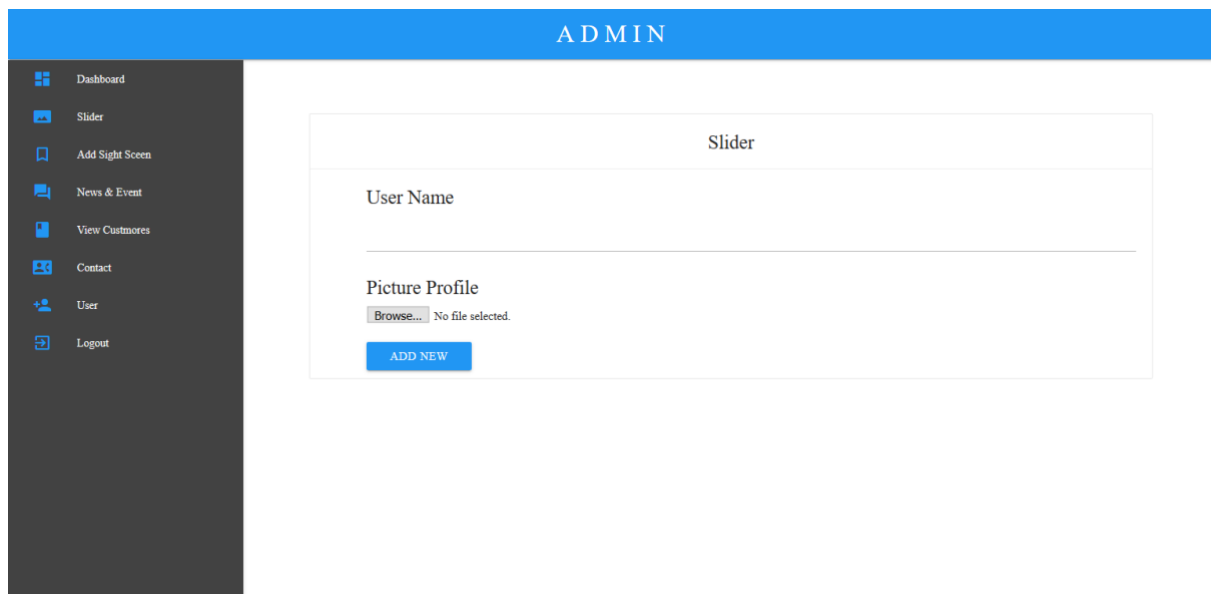 ADMIN
Dashboard
Slider
Add Sight Sceen
News & Event
View Custmores
Contact
User
Logout
Slider
User Name
Picture Profile
Browse... No file selected.
ADD NEW